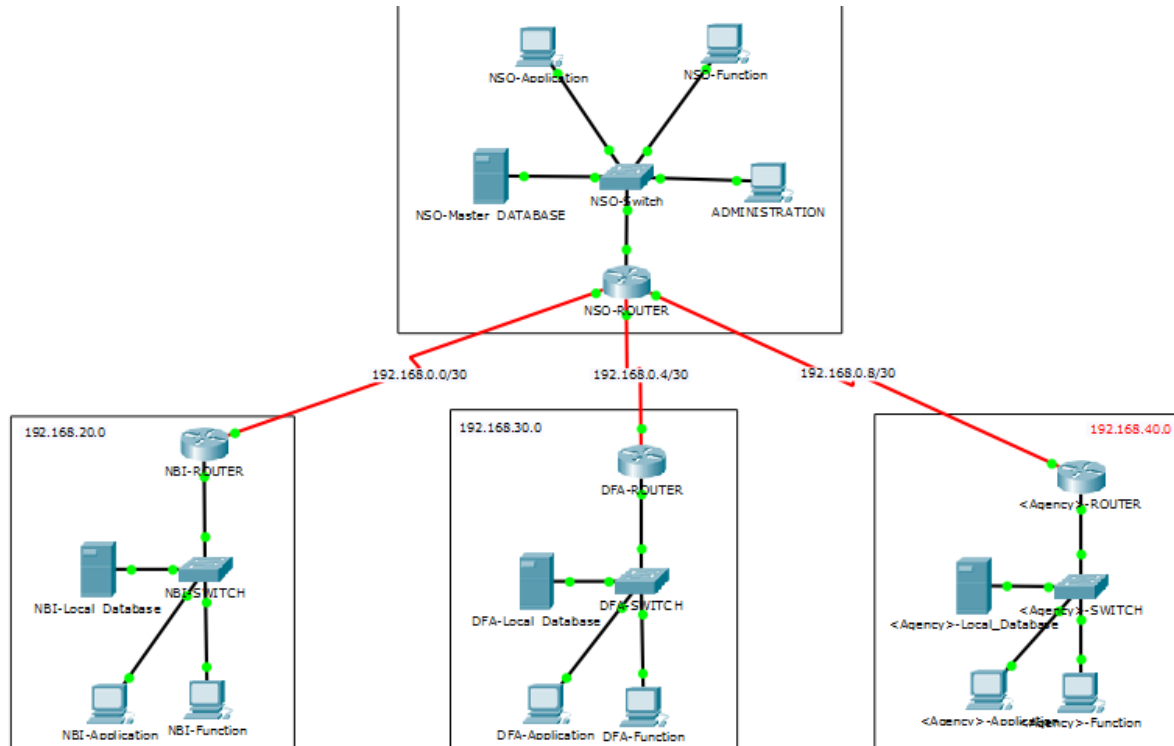 NSO-Application
NSO-Function
NSO-Master DATABASE
NSO-Switch
ADMINISTRATION
NSO-ROUTER
192.168.0.0/30
192.168.0.4/30
192.168.0.8/30
192.168.20.0
NBI-ROUTER
NBI-Local Database
NBI-SWITCH
NBI-Application
NBI-Function
192.168.30.0
DFA-ROUTER
DFA-Local Database
DFA-SWITCH
DFA-Application
DFA-Function
192.168.40.0
<Agency>-ROUTER
<Agency>-Local_Database
<Agency>-SWITCH
<Agency>-Application
<Agency>-Function